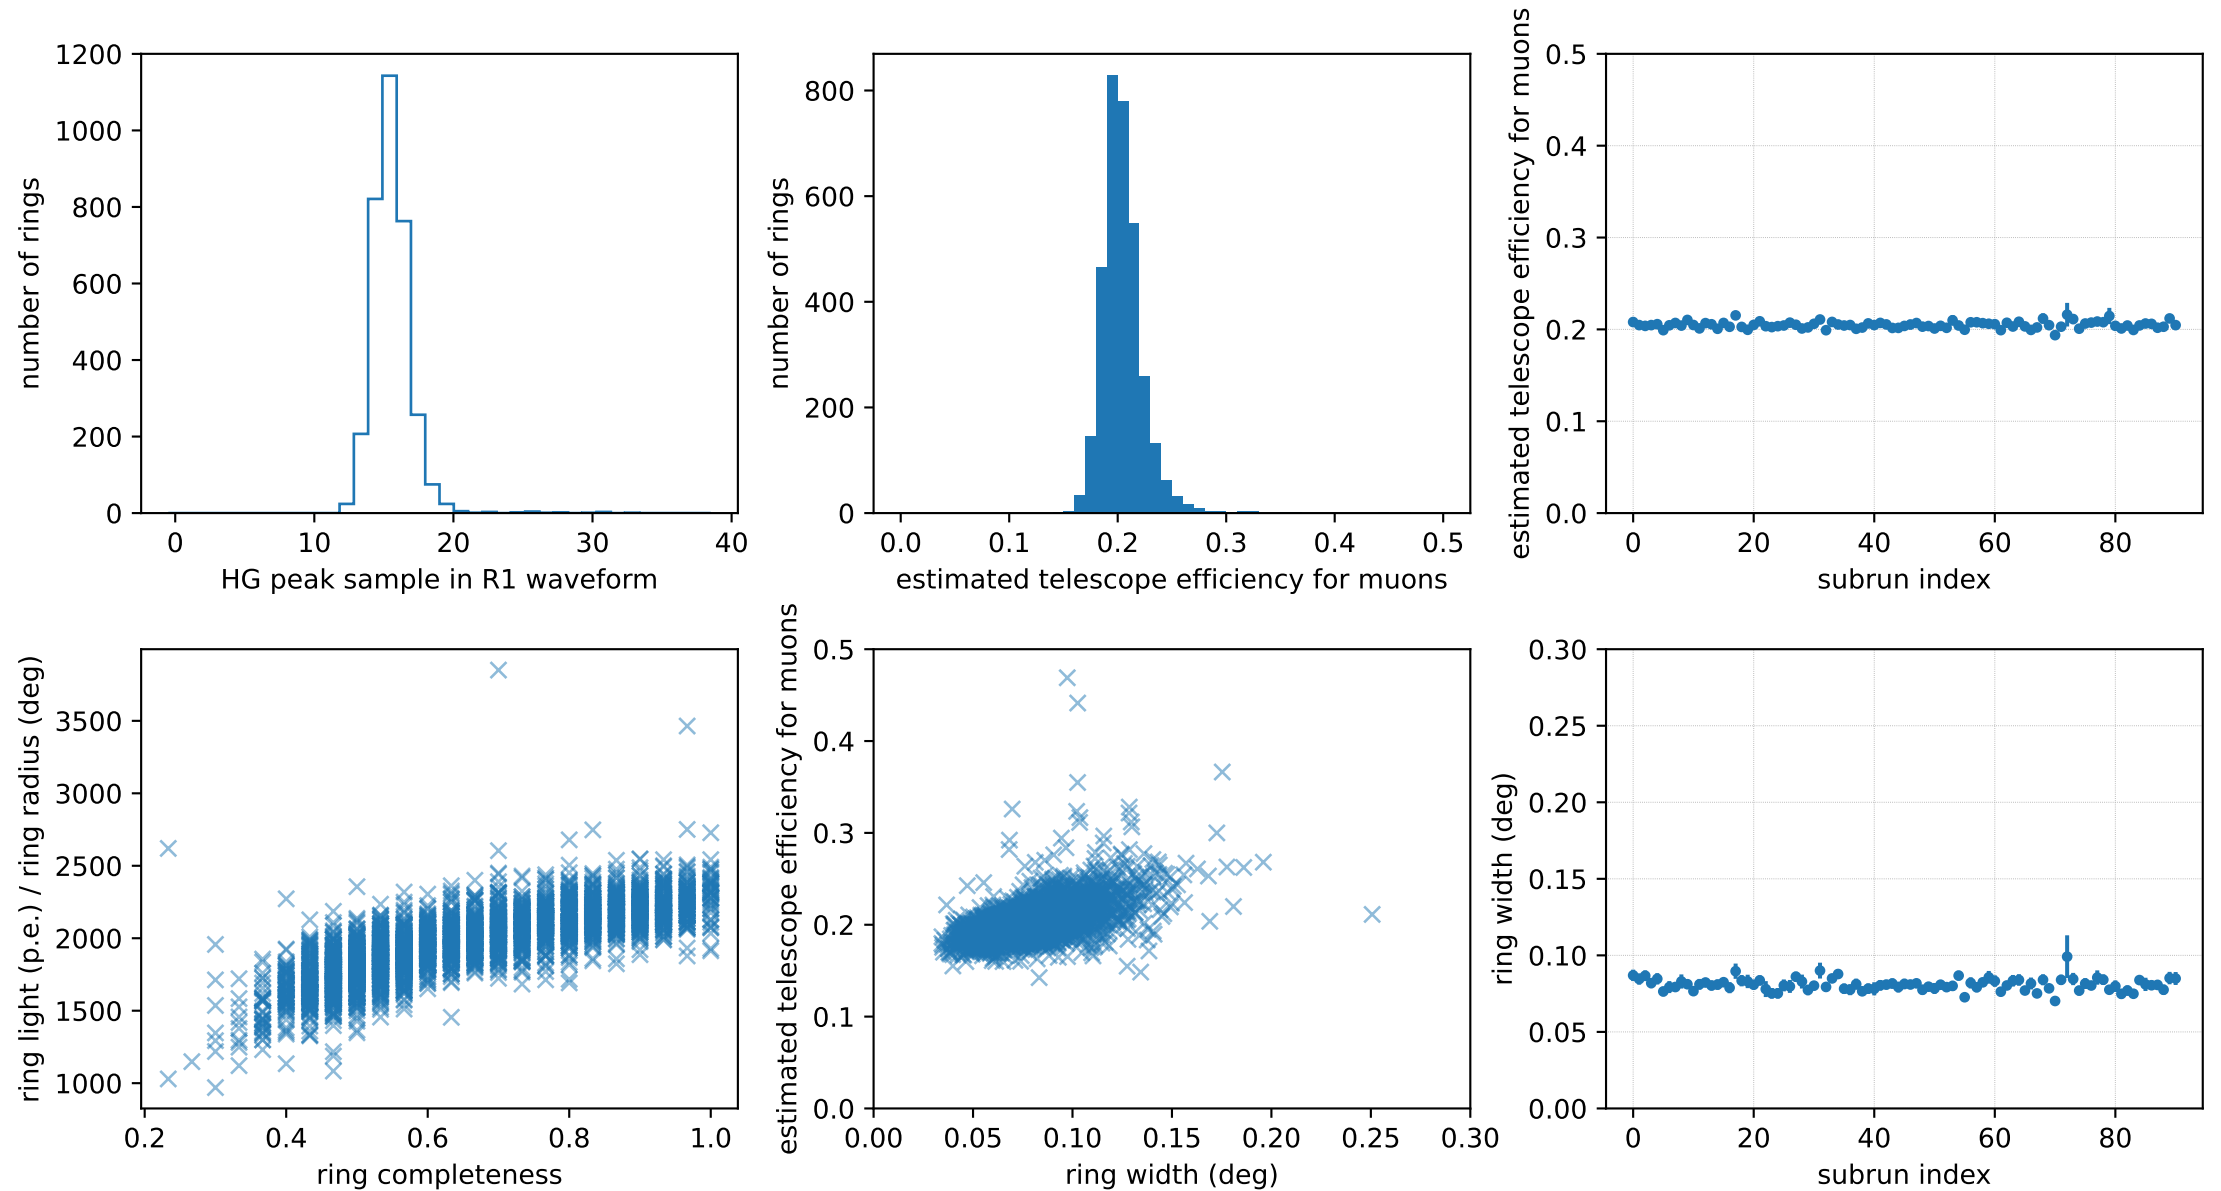 1200
1000
800
600
400
200
0
number of rings
0 10 20 30 40
HG peak sample in R1 waveform
800
600
400
200
0
number of rings
0.0 0.1 0.2 0.3 0.4 0.5
estimated telescope efficiency for muons
0.5
0.4
0.3
0.2
0.1
0.0
estimated telescope efficiency for muons
0 20 40 60 80
subrun index
3500
3000
2500
2000
1500
1000
ring light (p.e.) / ring radius (deg)
0.2 0.4 0.6 0.8 1.0
ring completeness
0.5
0.4
0.3
0.2
0.1
0.0
estimated telescope efficiency for muons
0.00 0.05 0.10 0.15 0.20 0.25 0.30
ring width (deg)
0.30
0.25
0.20
0.15
0.10
0.05
0.00
ring width (deg)
0 20 40 60 80
subrun index